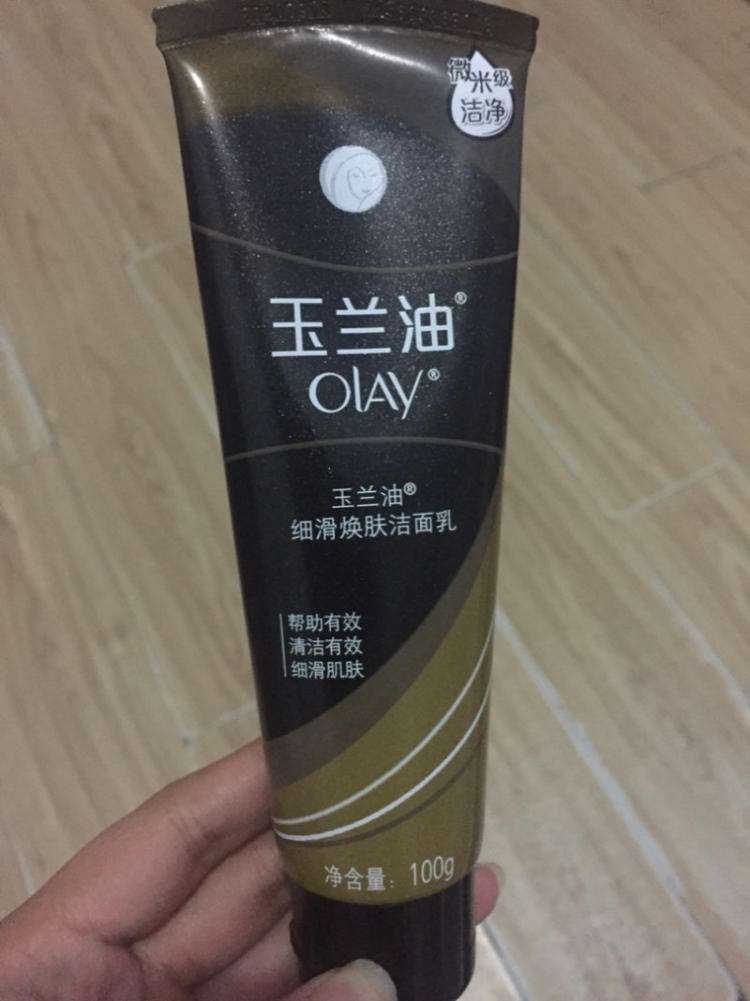 微米级
洁净
玉兰油®
OLAY®
玉兰油®
细滑焕肤洁面乳
帮助有效
清洁有效
细滑肌肤
净含量：100g